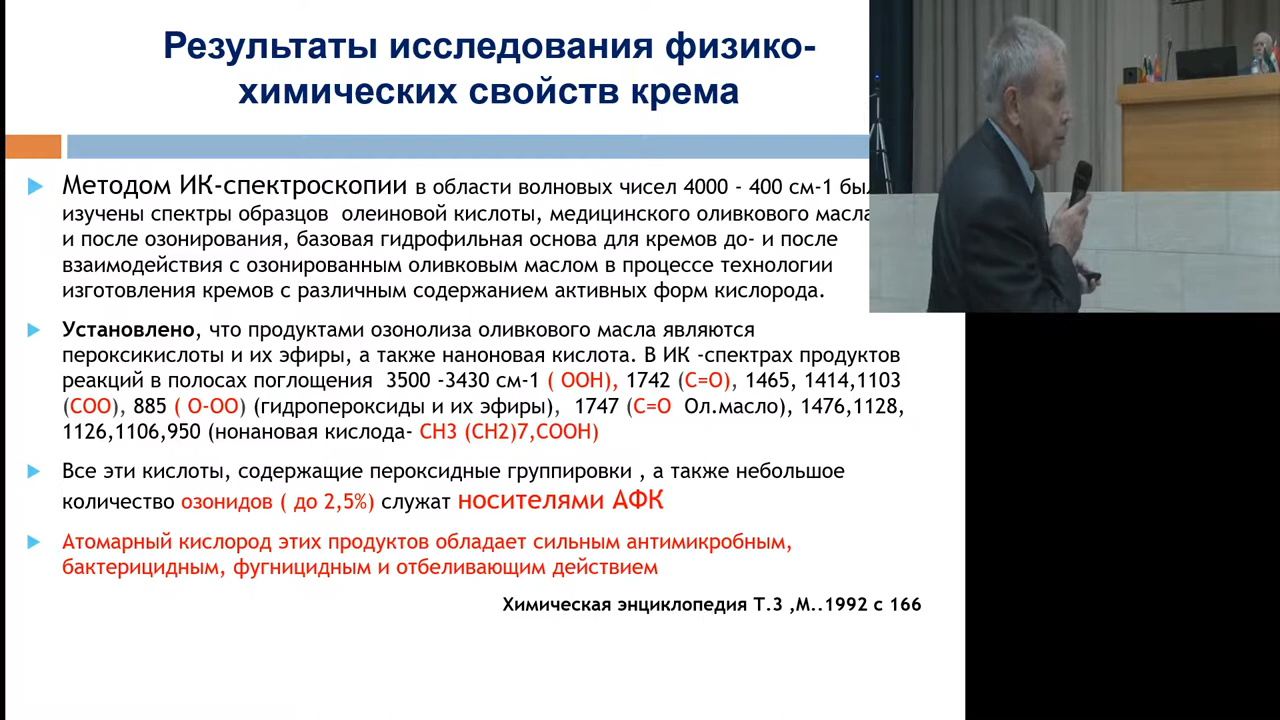 Результаты исследования физико-
химических свойств крема
Методом ИК-спектроскопии в области волновых чисел 4000 - 400 см-1
изучены спектры образцов олеиновой кислоты, медицинского оливкового масла
и после озонирования, базовая гидрофильная основа для кремов до- и после
взаимодействия с озонированным оливковым маслом в процессе технологии
изготовления кремов с различным содержанием активных форм кислорода.
Установлено, что продуктами озонолиза оливкового масла являются
пероксикислоты и их эфиры, а также наноновая кислота. В ИК -спектрах продуктов
реакций в полосах поглощения 3500 -3430 см-1 ( ООН), 1742 (С=О), 1465, 1414,1103
(СОО), 885 ( О-ОО) (гидропероксиды и их эфиры), 1747 (С=О Ол.масло), 1476,1128,
1126,1106,950 (нонановая кислода- СН3 (СН2)7,СООН)
Все эти кислоты, содержащие пероксидные группировки , а также небольшое
количество озонидов ( до 2,5%) служат носителями АФК
Атомарный кислород этих продуктов обладает сильным антимикробным,
бактерицидным, фугницидным и отбеливающим действием
Химическая энциклопедия Т.3 ,М..1992 с 166